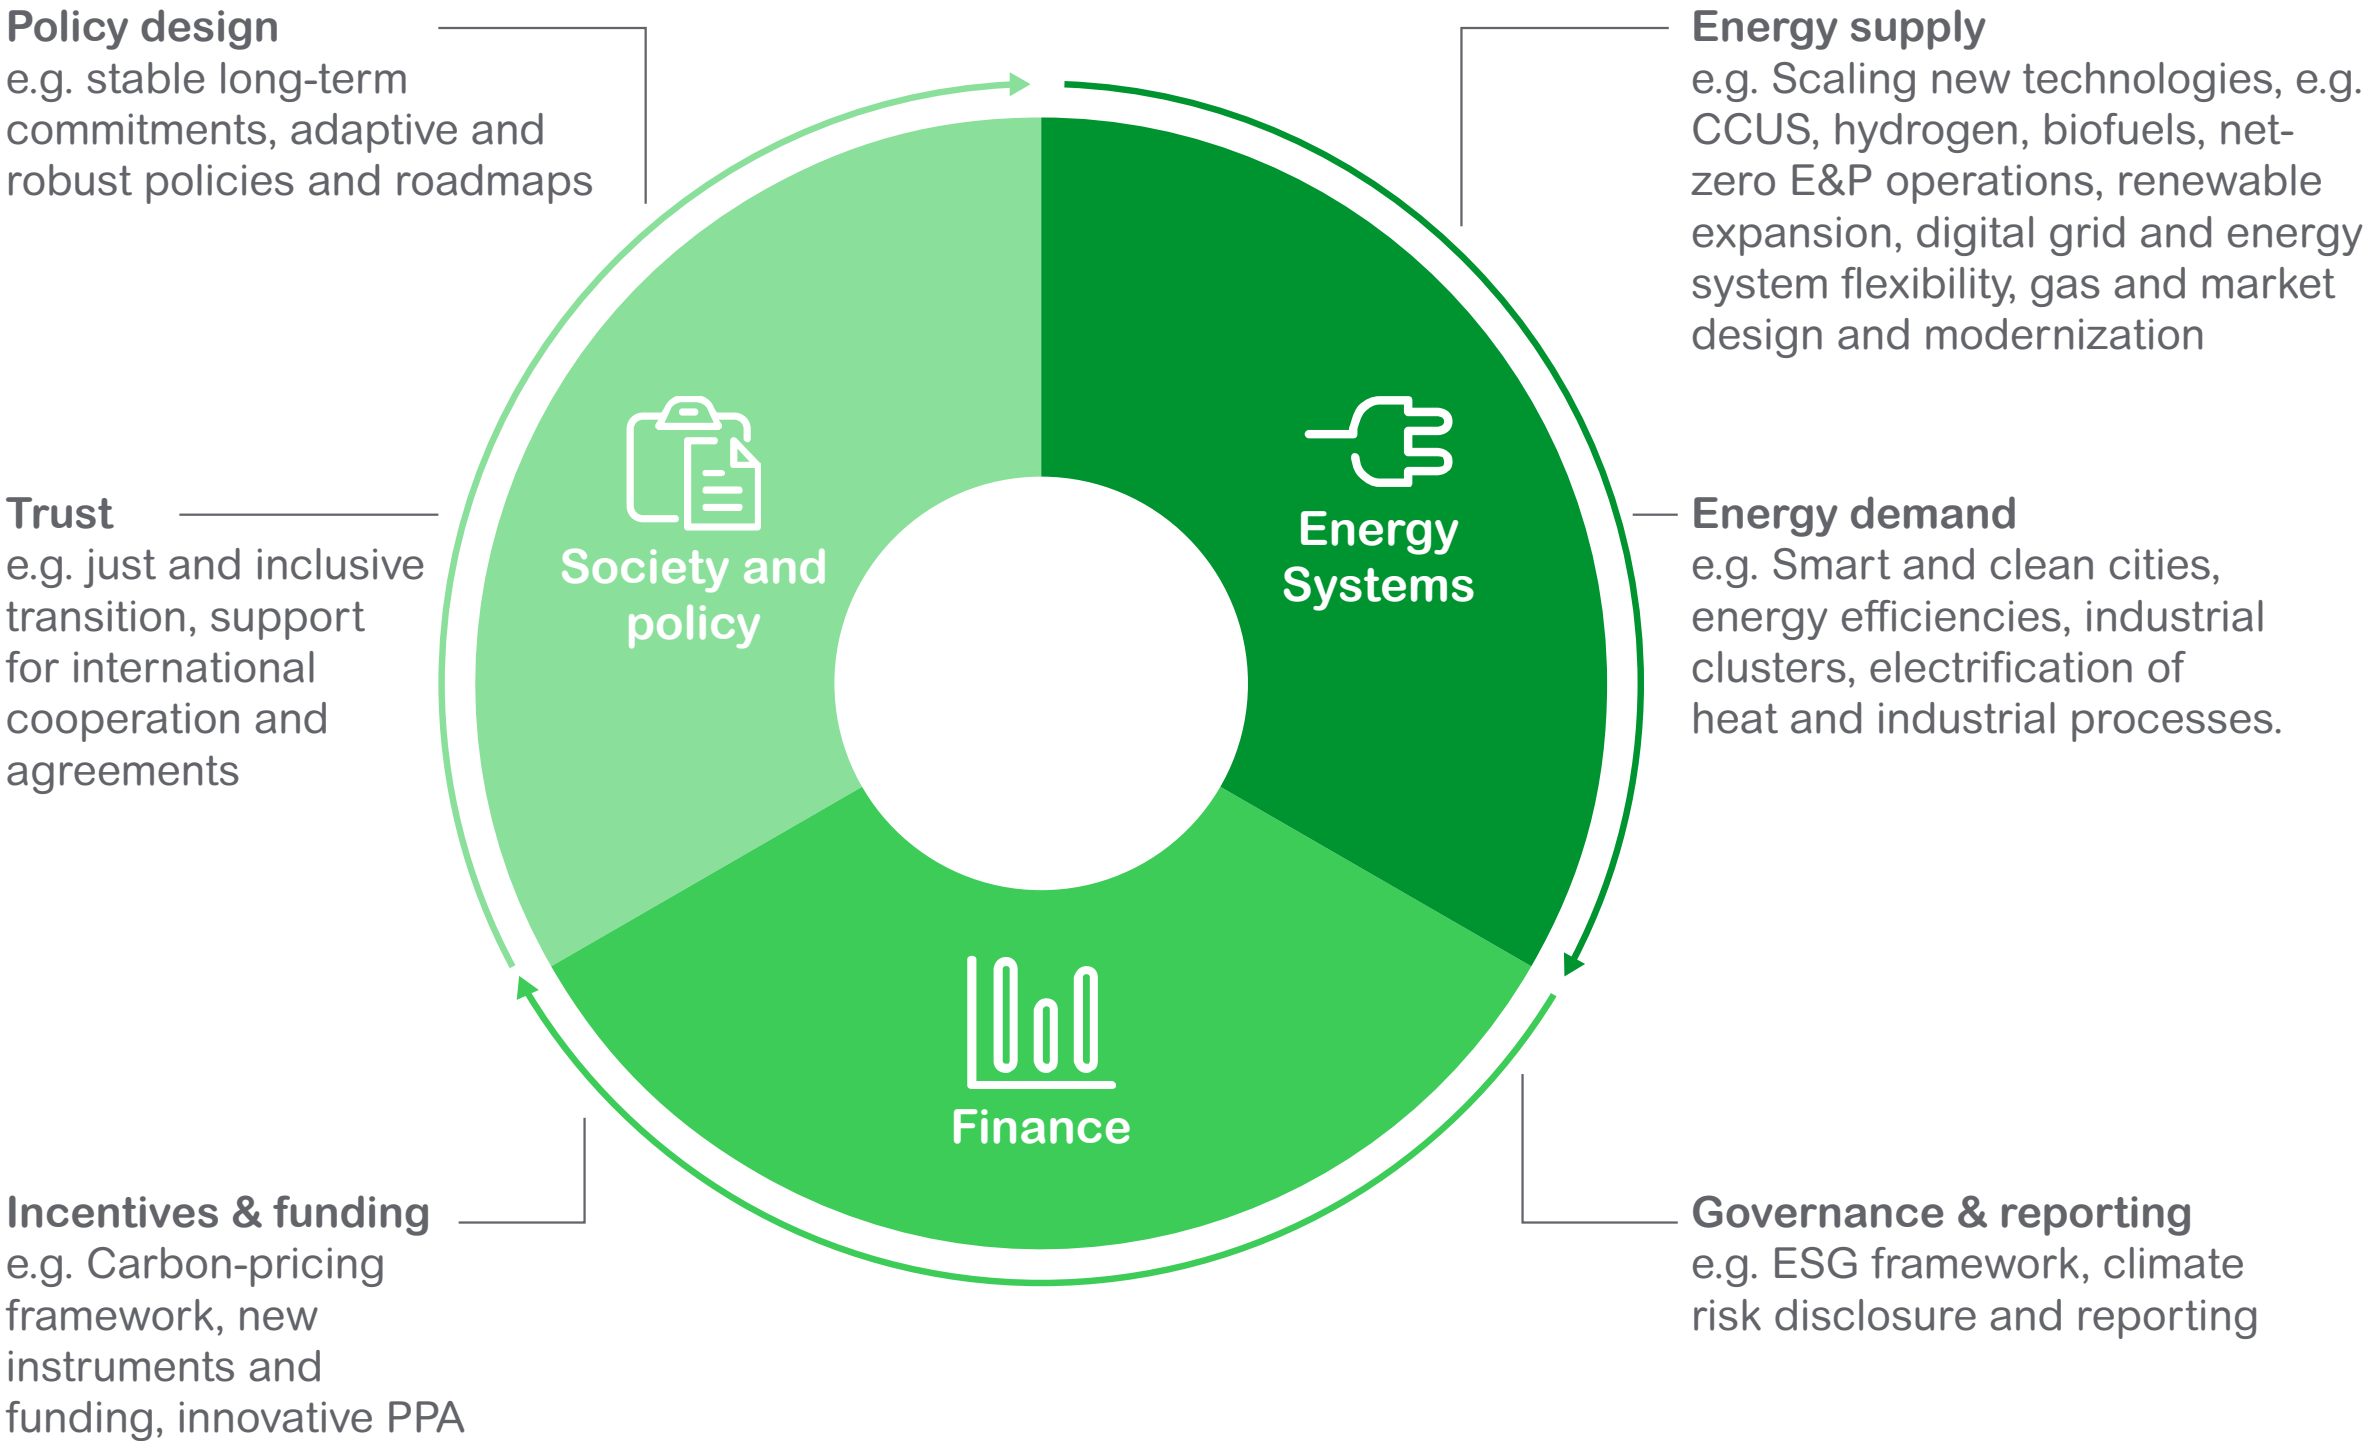 Policy design
e.g. stable long-term
commitments, adaptive and
robust policies and roadmaps
Energy supply
e.g. Scaling new technologies, e.g.
CCUS, hydrogen, biofuels, net-
zero E&P operations, renewable
expansion, digital grid and energy
system flexibility, gas and market
design and modernization
Trust
e.g. just and inclusive
transition, support
for international
cooperation and
agreements
Society and
policy
Energy
Systems
Energy demand
e.g. Smart and clean cities,
energy efficiencies, industrial
clusters, electrification of
heat and industrial processes.
Finance
Incentives & funding
e.g. Carbon-pricing
framework, new
instruments and
funding, innovative PPA
Governance & reporting
e.g. ESG framework, climate
risk disclosure and reporting